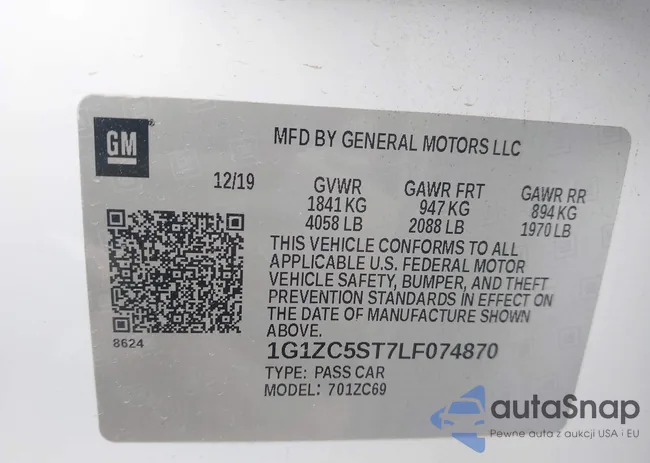 GM
MFD BY GENERAL MOTORS LLC
12/19 GVWR GAWR FRT GAWR RR
1841 KG 947 KG 894 KG
4058 LB 2088 LB 1970 LB
THIS VEHICLE CONFORMS TO ALL
APPLICABLE U.S. FEDERAL MOTOR
VEHICLE SAFETY, BUMPER, AND THEFT
PREVENTION STANDARDS IN EFFECT ON
THE DATE OF MANUFACTURE SHOWN
ABOVE.
8624
1G1ZC5ST7LF074870
TYPE: PASS CAR
MODEL: 701ZC69
autaSnap
Pewne auta z aukcji USA i EU